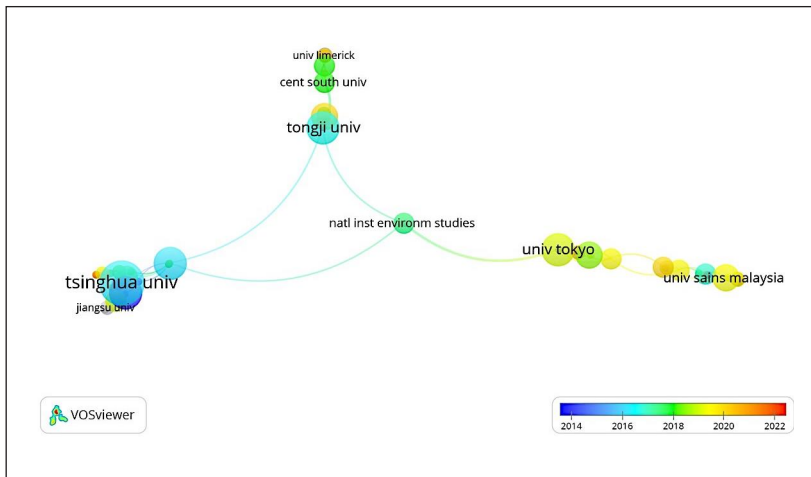 univ limerick
cent south univ
tongji univ
natl inst environm studies
univ tokyo
univ sains malaysia
tsinghua univ
jiangsu univ
VOSviewer
2014 2016 2018 2020 2022